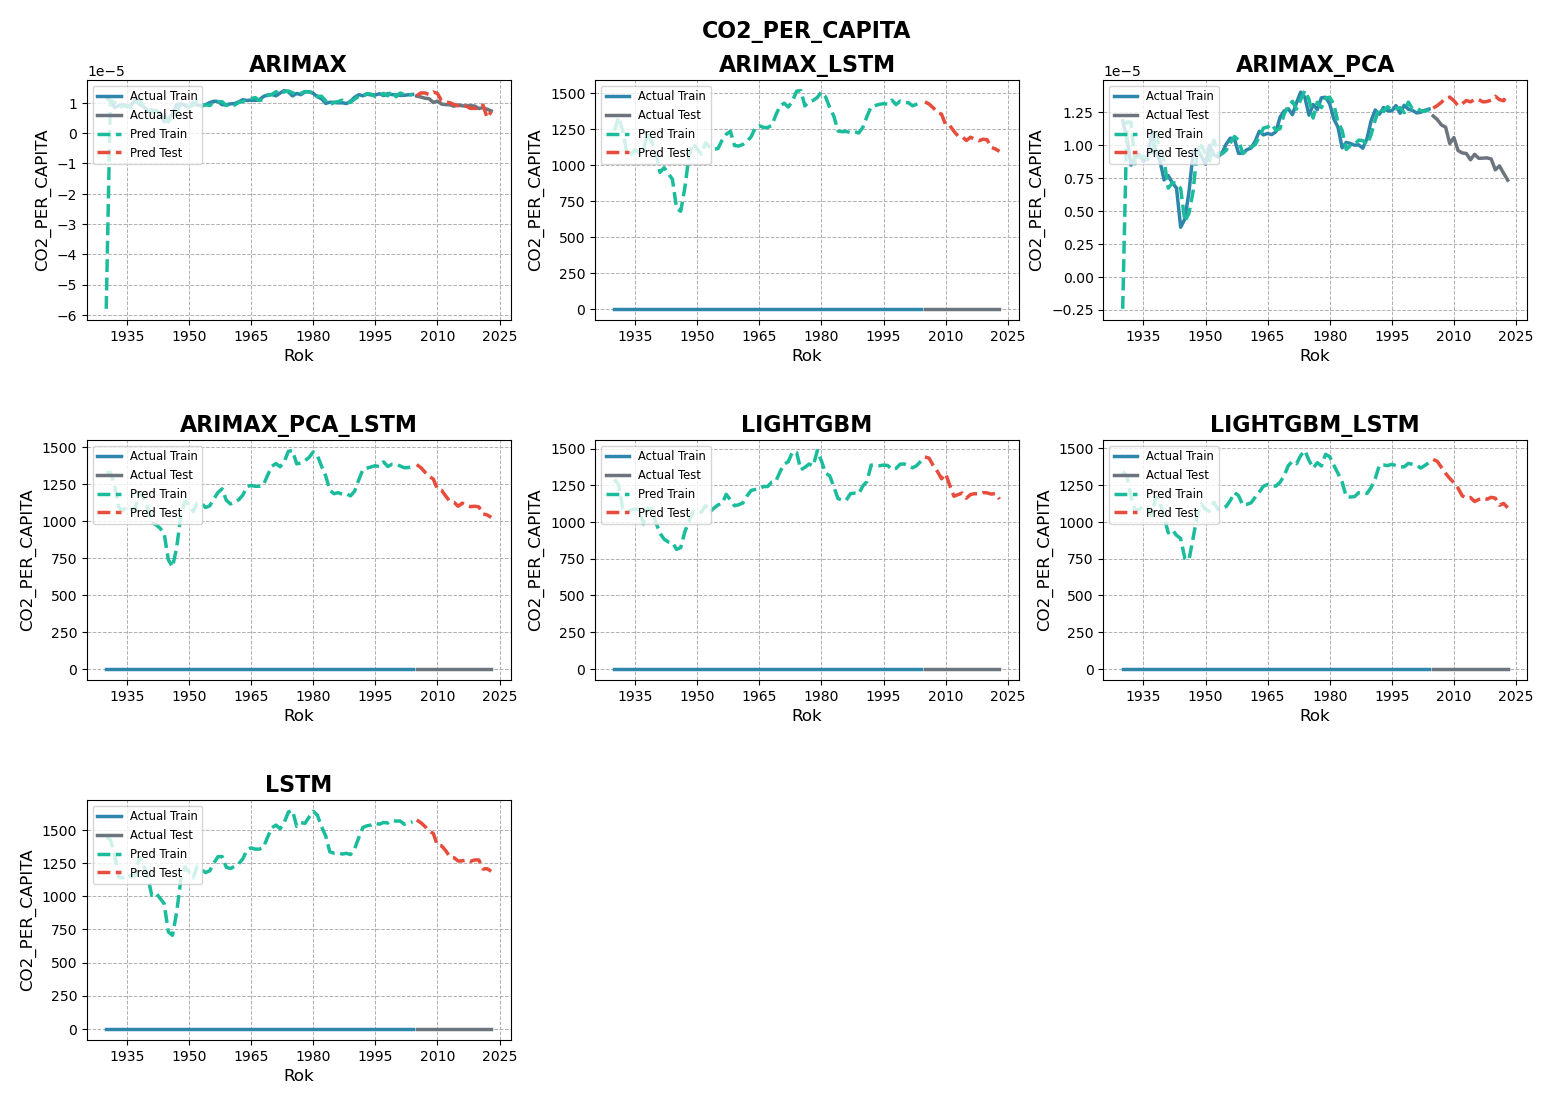 CO2_PER_CAPITA
ARIMAX
1e−5
CO2_PER_CAPITA
1
0
−1
−2
−3
−4
−5
−6
Actual Train
Actual Test
Pred Train
Pred Test
1935 1950 1965 1980 1995 2010 2025
Rok
ARIMAX_LSTM
CO2_PER_CAPITA
1500
1250
1000
750
500
250
0
Actual Train
Actual Test
Pred Train
Pred Test
1935 1950 1965 1980 1995 2010 2025
Rok
ARIMAX_PCA
1e−5
CO2_PER_CAPITA
1.25
1.00
0.75
0.50
0.25
0.00
−0.25
Actual Train
Actual Test
Pred Train
Pred Test
1935 1950 1965 1980 1995 2010 2025
Rok
ARIMAX_PCA_LSTM
CO2_PER_CAPITA
1500
1250
1000
750
500
250
0
Actual Train
Actual Test
Pred Train
Pred Test
1935 1950 1965 1980 1995 2010 2025
Rok
LIGHTGBM
CO2_PER_CAPITA
1500
1250
1000
750
500
250
0
Actual Train
Actual Test
Pred Train
Pred Test
1935 1950 1965 1980 1995 2010 2025
Rok
LIGHTGBM_LSTM
CO2_PER_CAPITA
1500
1250
1000
750
500
250
0
Actual Train
Actual Test
Pred Train
Pred Test
1935 1950 1965 1980 1995 2010 2025
Rok
LSTM
CO2_PER_CAPITA
1500
1250
1000
750
500
250
0
Actual Train
Actual Test
Pred Train
Pred Test
1935 1950 1965 1980 1995 2010 2025
Rok